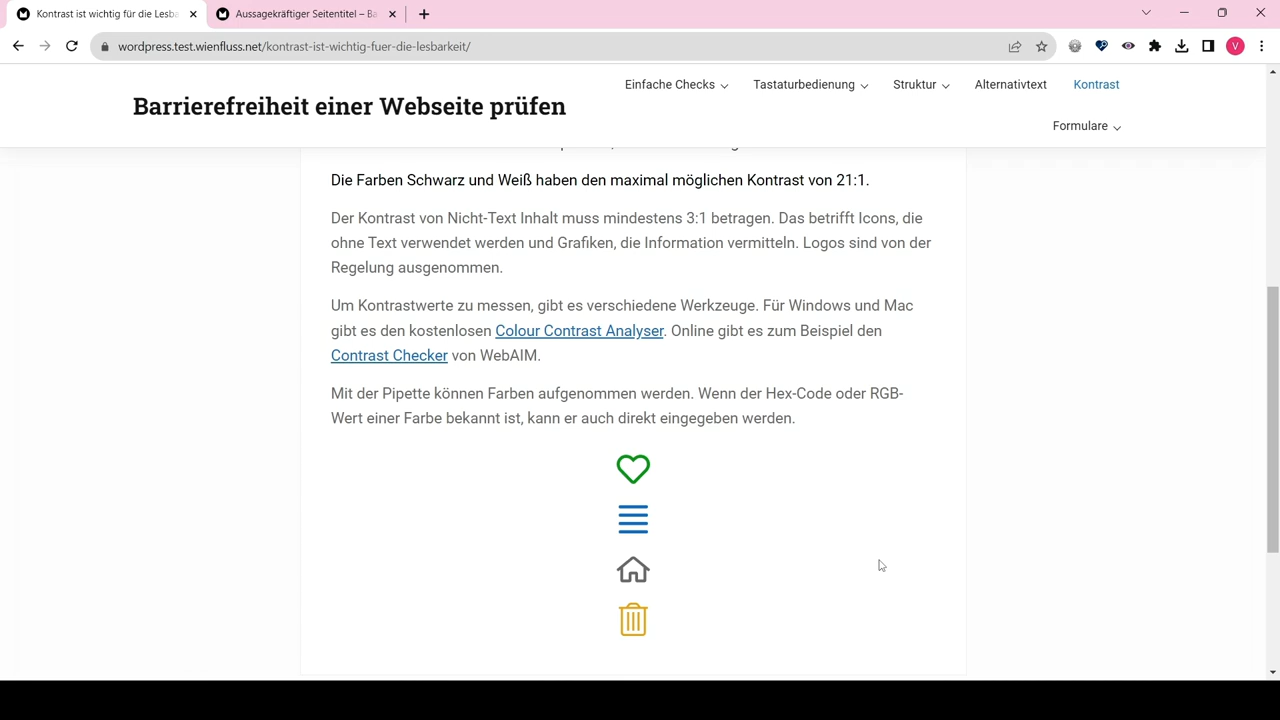 Kontrast ist wichtig für die Lesba
Aussagekräftiger Seitentitel – Ba
wordpress.test.wienfluss.net/kontrast-ist-wichtig-fuer-die-lesbarkeit/
V
Barrierefreiheit einer Webseite prüfen
Einfache Checks
Tastaturbedienung
Struktur
Alternativtext
Kontrast
Formulare
Die Farben Schwarz und Weiß haben den maximal möglichen Kontrast von 21:1.
Der Kontrast von Nicht-Text Inhalt muss mindestens 3:1 betragen. Das betrifft Icons, die
ohne Text verwendet werden und Grafiken, die Information vermitteln. Logos sind von der
Regelung ausgenommen.
Um Kontrastwerte zu messen, gibt es verschiedene Werkzeuge. Für Windows und Mac
gibt es den kostenlosen Colour Contrast Analyser. Online gibt es zum Beispiel den
Contrast Checker von WebAIM.
Mit der Pipette können Farben aufgenommen werden. Wenn der Hex-Code oder RGB-
Wert einer Farbe bekannt ist, kann er auch direkt eingegeben werden.